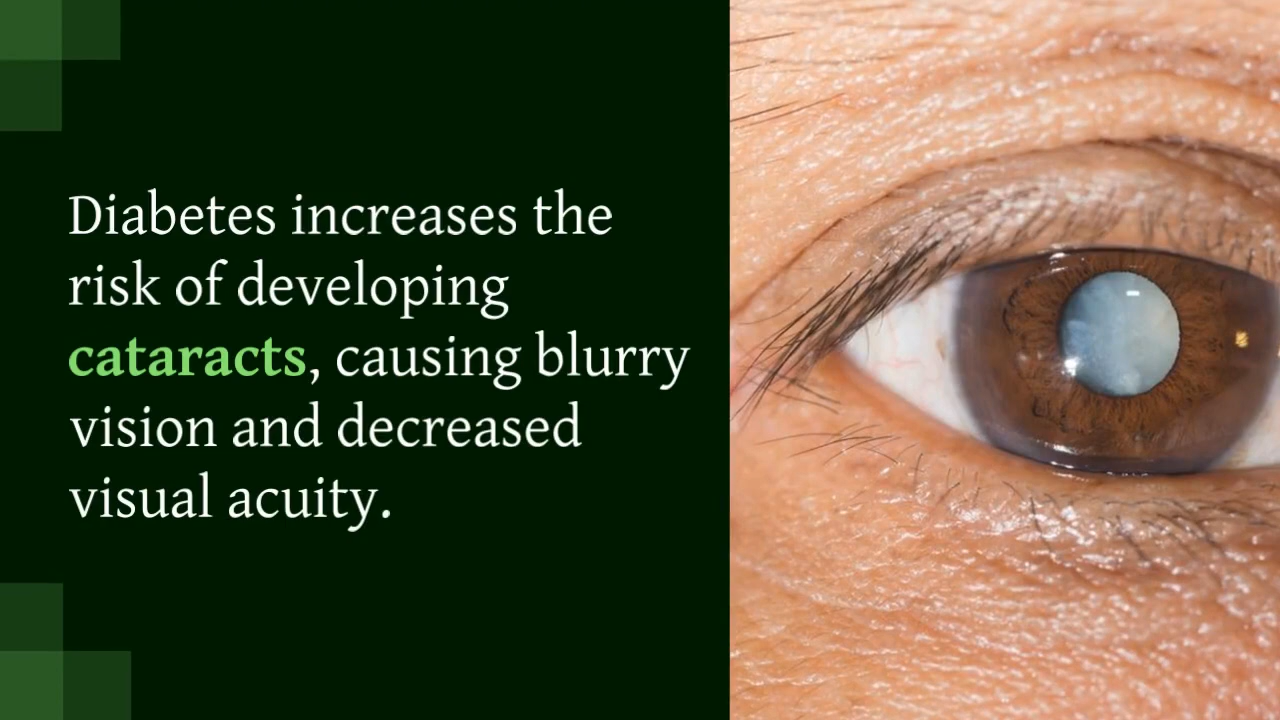 Diabetes increases the
risk of developing
cataracts, causing blurry
vision and decreased
visual acuity.